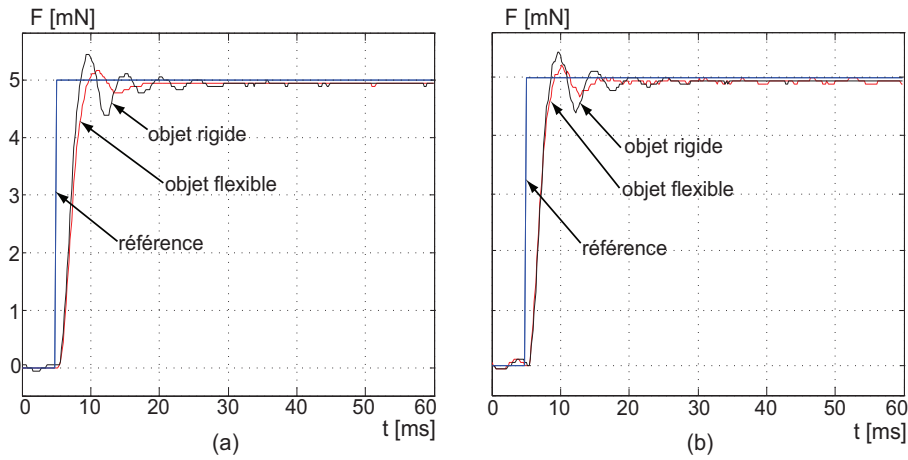 F [mN]
5
4
3
2
1
0
objet rigide
objet flexible
référence
0 10 20 30 40 50 60
t [ms]
(a)
F [mN]
objet rigide
objet flexible
référence
0 10 20 30 40 50 60
t [ms]
(b)